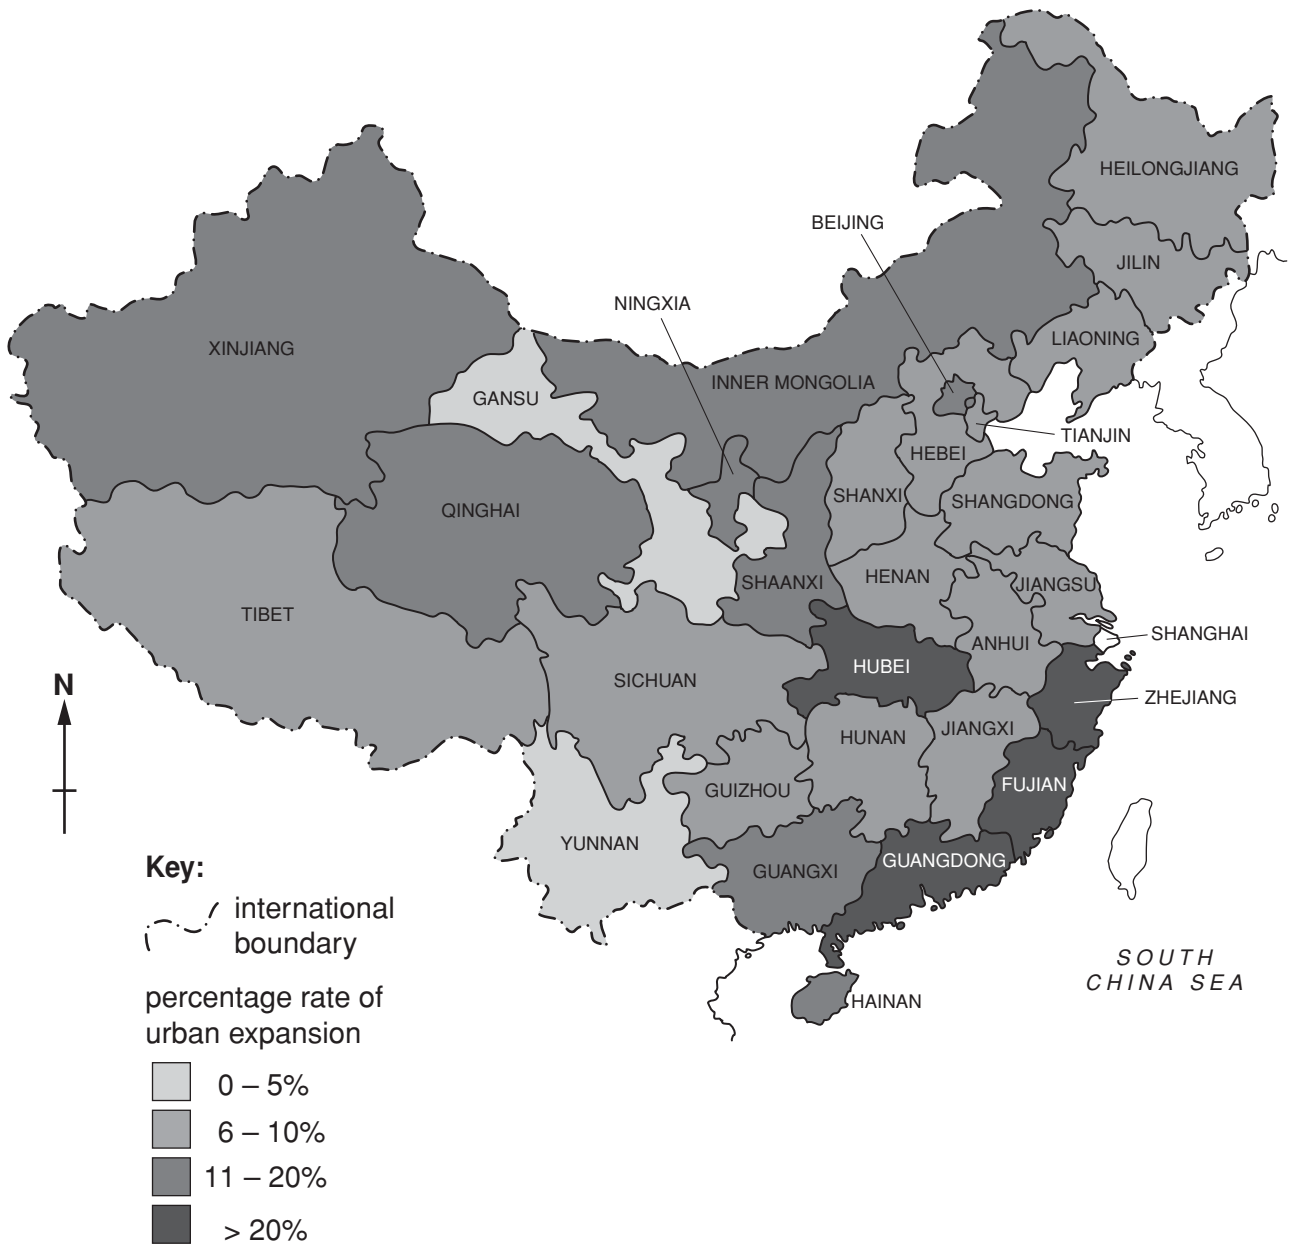 HEILONGJIANG
BEIJING
JILIN
NINGXIA
LIAONING
XINJIANG
INNER MONGOLIA
GANSU
TIANJIN
HEBEI
SHANXI
SHANGDONG
QINGHAI
HENAN
SHAANXI
JIANGSU
TIBET
SHANGHAI
ANHUI
HUBEI
SICHUAN
N
ZHEJIANG
JIANGXI
HUNAN
FUJIAN
GUIZHOU
YUNNAN
GUANGDONG
GUANGXI
Key:
international
boundary
SOUTH
CHINA SEA
HAINAN
percentage rate of
urban expansion
0 – 5%
6 – 10%
11 – 20%
> 20%